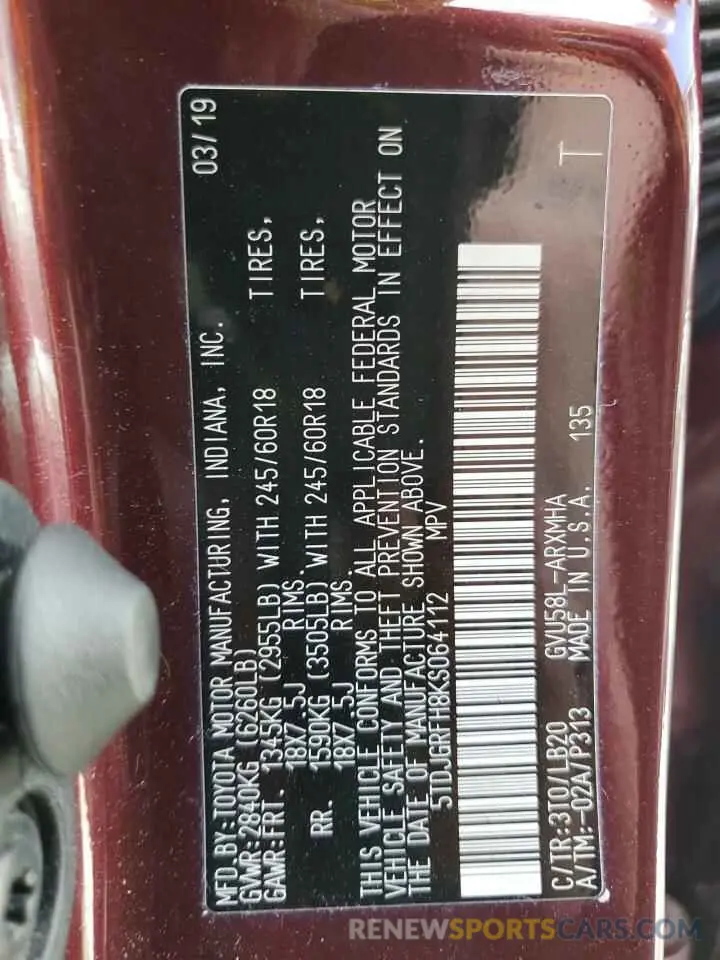 MFD.BY:TOYOTA MOTOR MANUFACTURING, INDIANA, INC. 03/19
GVWR:2840KG (6260LB)
GAWR:FRT. 1345KG (2955LB) WITH 245/60R18 TIRES,
18X7.5J RIMS.
RR. 1590KG (3505LB) WITH 245/60R18 TIRES,
18X7.5J RIMS.
THIS VEHICLE CONFORMS TO ALL APPLICABLE FEDERAL MOTOR
VEHICLE SAFETY AND THEFT PREVENTION STANDARDS IN EFFECT ON
THE DATE OF MANUFACTURE SHOWN ABOVE.
5TDJGRFH8KS064112 MPV
C/TR:3T0/LB20 GVU58L-ARXMHA T
A/TM:-02A/P313 MADE IN U.S.A. 135
RENEWSPORTSCARS.COM